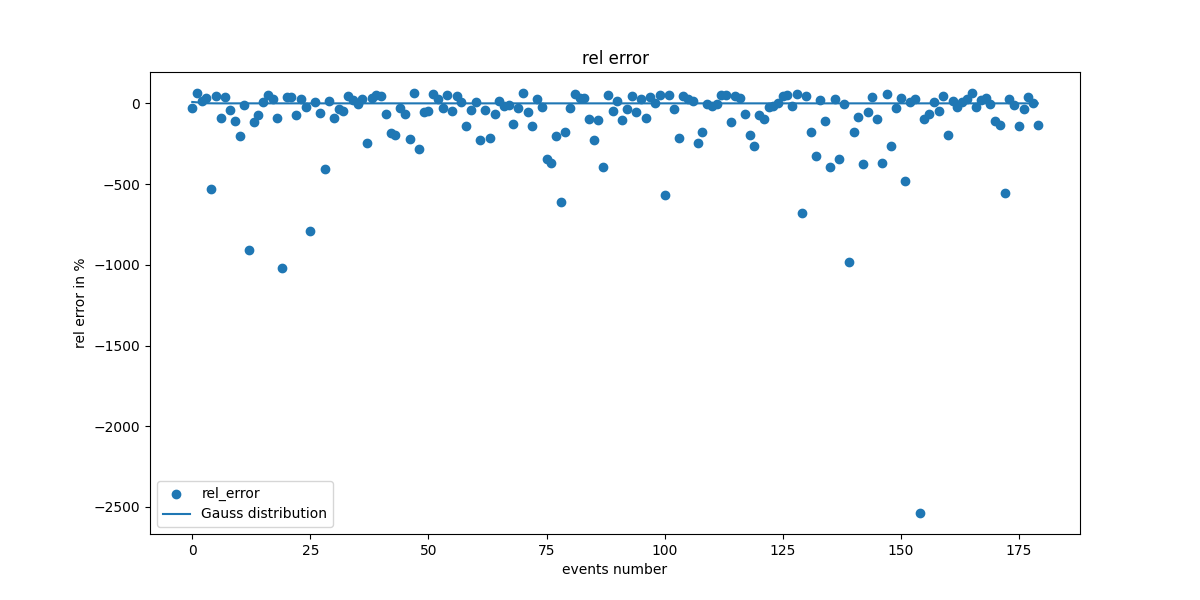 rel error
0
−500
−1000
−1500
−2000
−2500
rel error in %
rel_error
Gauss distribution
0 25 50 75 100 125 150 175
events number